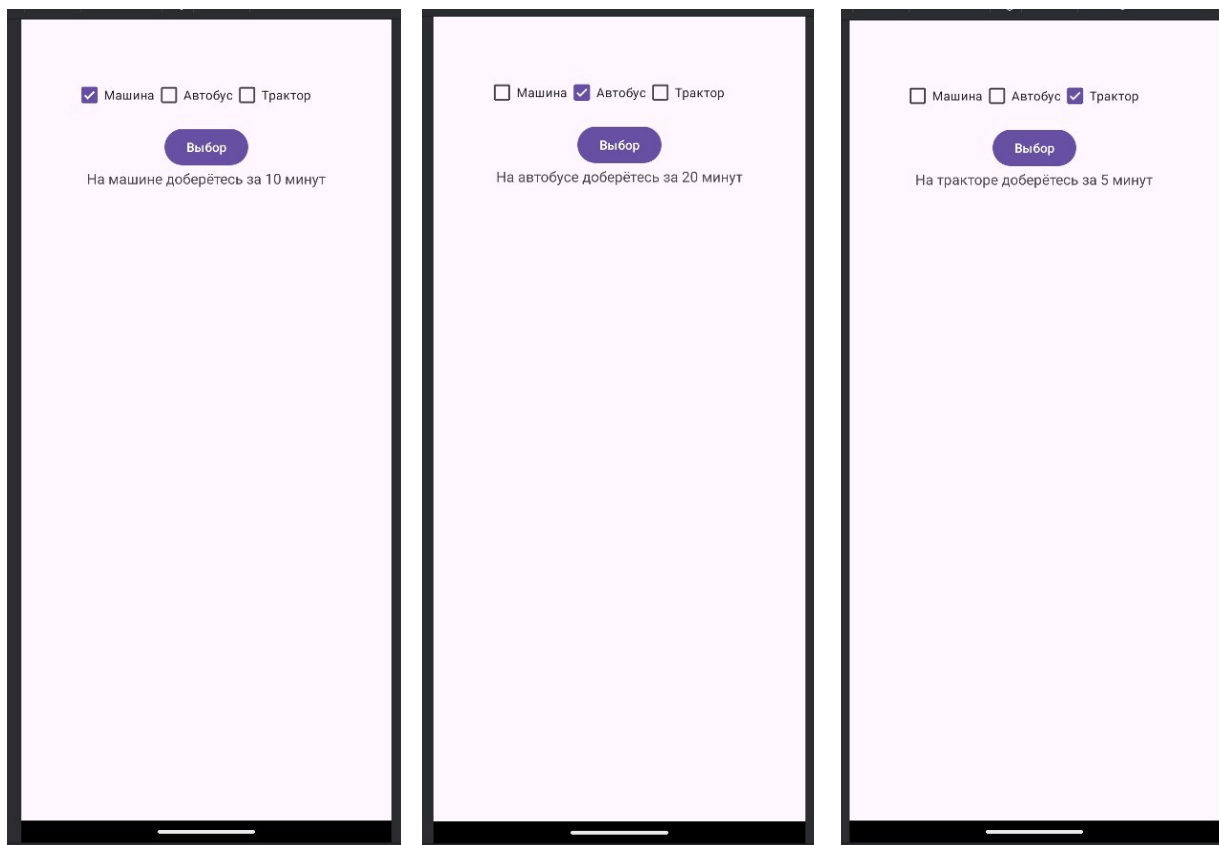 Машина Автобус Трактор
Выбор
На машине доберётесь за 10 минут
Машина Автобус Трактор
Выбор
На автобусе доберётесь за 20 минут
Машина Автобус Трактор
Выбор
На тракторе доберётесь за 5 минут